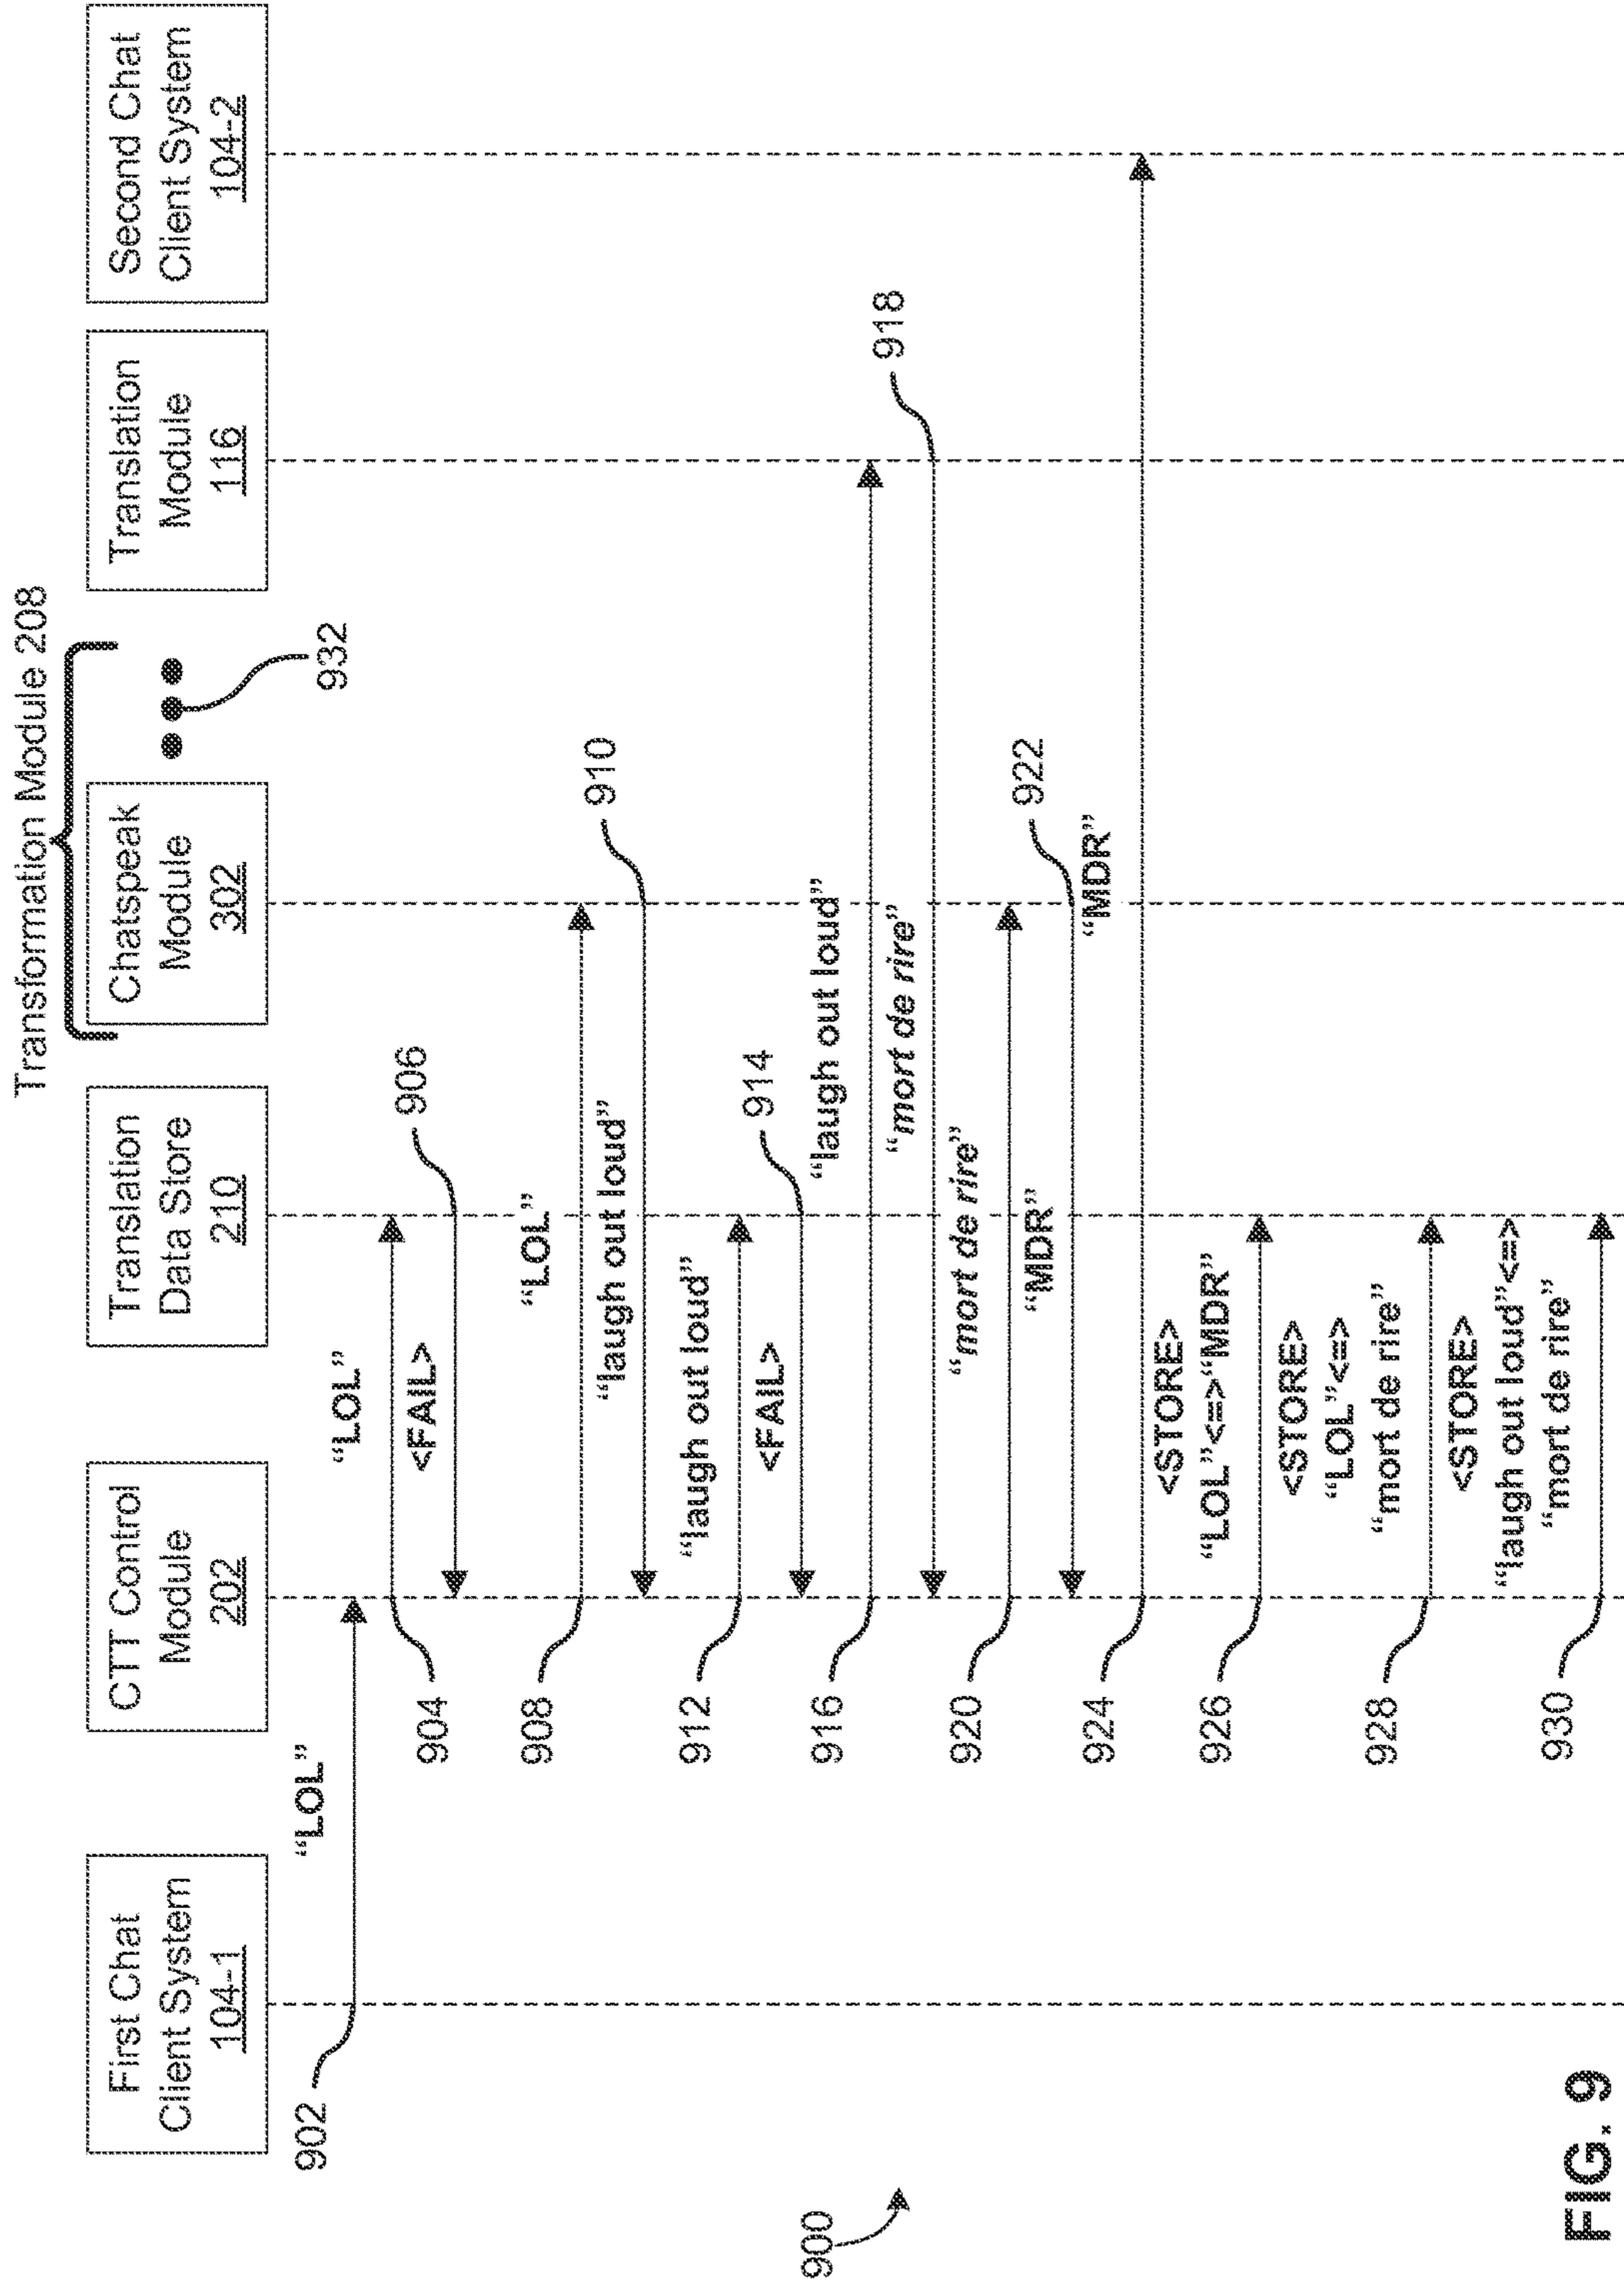 Transformation Module 208
First Chat
Client System
104-1
CTT Control
Module
202
Translation
Data Store
210
Chatspeak
Module
302
932
Translation
Module
116
Second Chat
Client System
104-2
902
“LOL”
“LOL”
904
<FAIL>
906
“LOL”
908
“laugh out loud”
910
“laugh out loud”
912
<FAIL>
914
“laugh out loud”
916
“mort de rire”
918
“mort de rire”
920
“MDR”
922
“MDR”
924
<STORE>
“LOL”<=>“MDR”
926
<STORE>
“LOL”<=>
“mort de rire”
928
<STORE>
“laugh out loud”<=>
“mort de rire”
930
900
FIG. 9